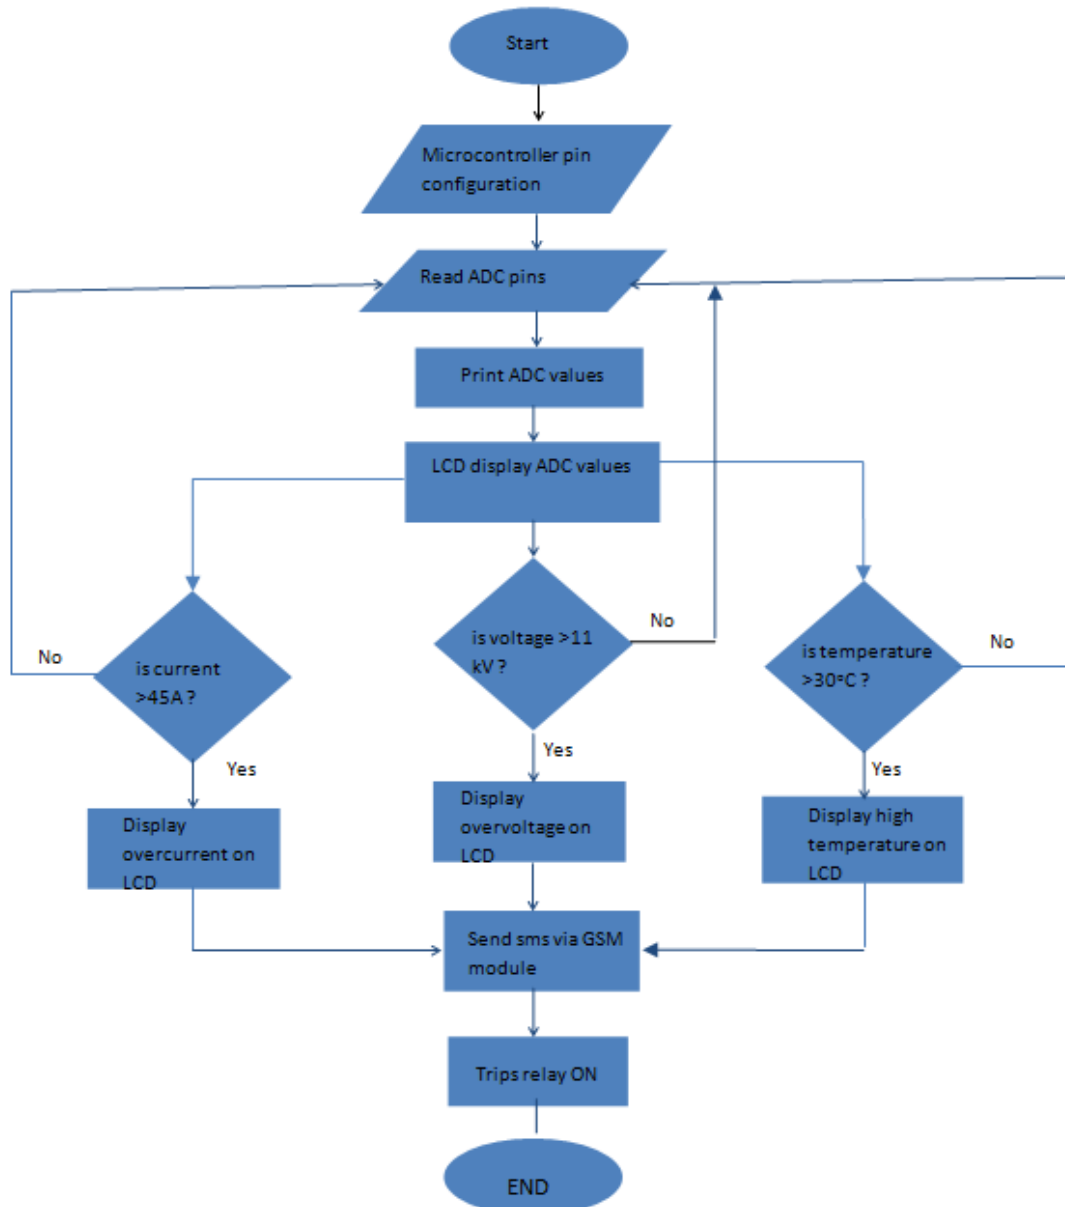 Start
Microcontroller pin
configuration
Read ADC pins
Print ADC values
LCD display ADC values
No
is current
>45A ?
Yes
is voltage >11
kV ?
No
Yes
is temperature
>30°C ?
No
Yes
Display
overcurrent on
LCD
Display
overvoltage on
LCD
Display high
temperature on
LCD
Send sms via GSM
module
Trips relay ON
END